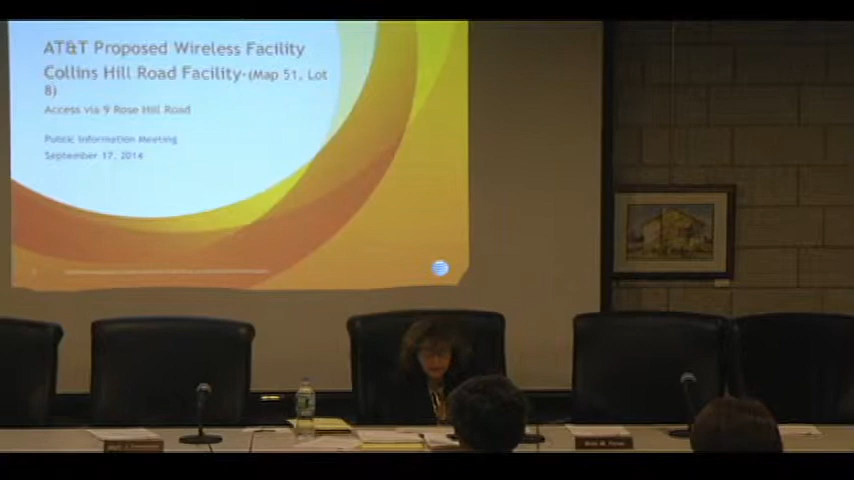 AT&T Proposed Wireless Facility
Collins Hill Road Facility-(Map 51, Lot
8)
Access via 9 Rose Hill Road
Public Information Meeting
September 17, 2014